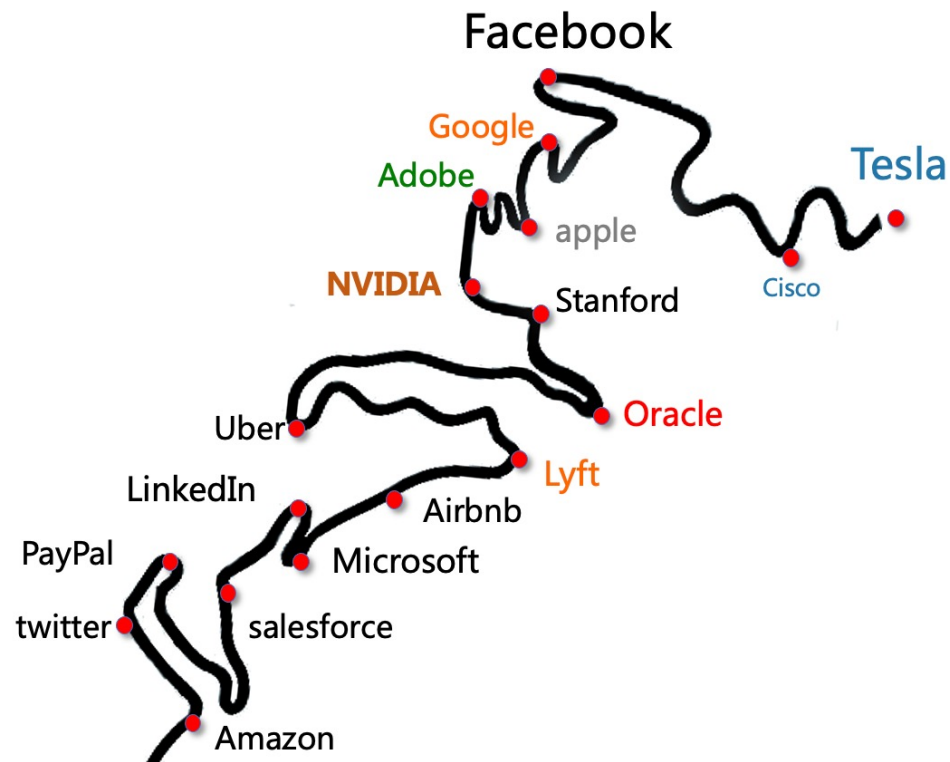 Facebook
Google
Tesla
Adobe
apple
NVIDIA
Cisco
Stanford
Oracle
Uber
Lyft
LinkedIn
Airbnb
PayPal
Microsoft
twitter
salesforce
Amazon